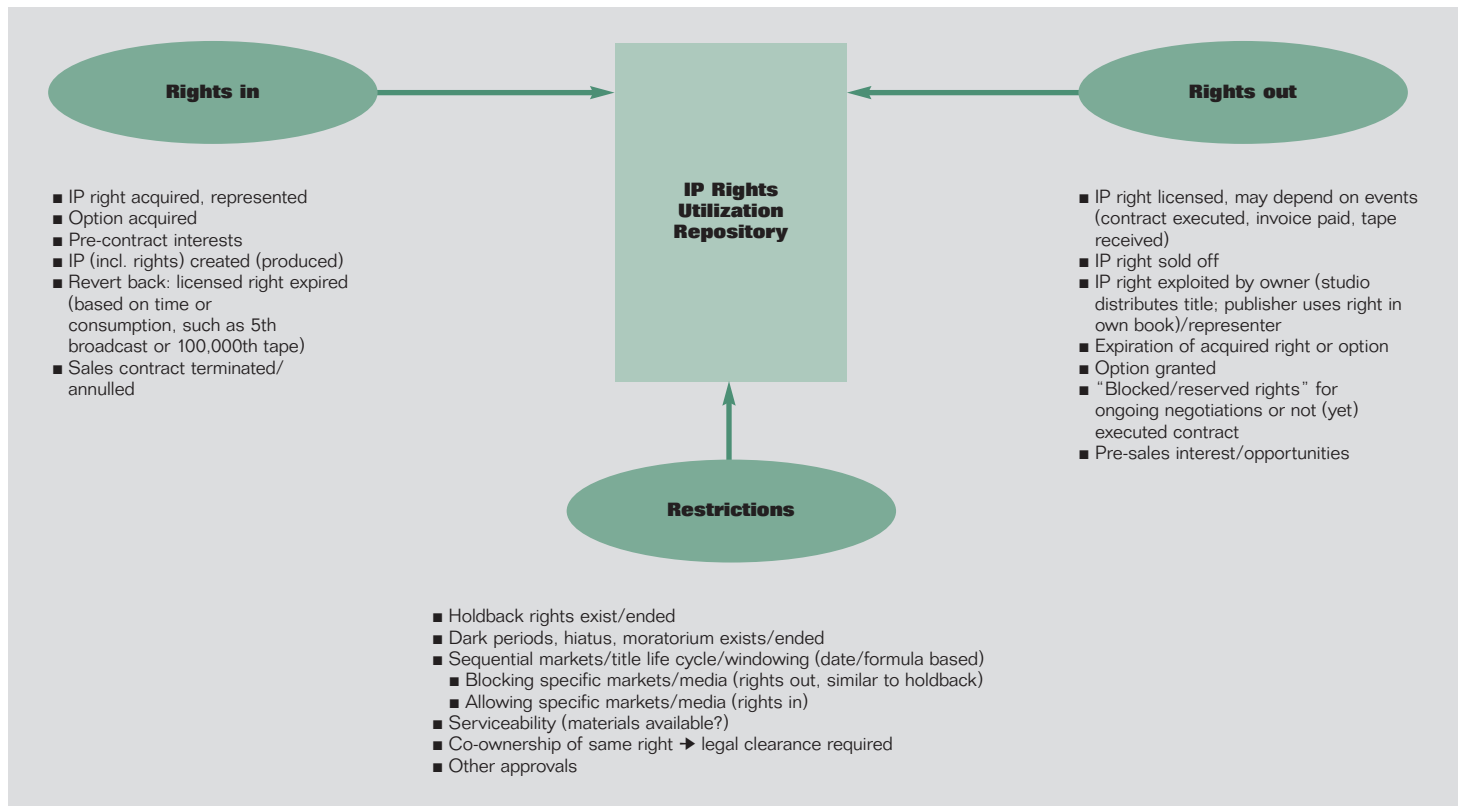 Rights in
IP Rights
Utilization
Repository
Rights out
■ IP right acquired, represented
■ Option acquired
■ Pre-contract interests
■ IP (incl. rights) created (produced)
■ Revert back: licensed right expired
(based on time or
consumption, such as 5th
broadcast or 100,000th tape)
■ Sales contract terminated/
annulled
■ IP right licensed, may depend on events
(contract executed, invoice paid, tape
received)
■ IP right sold off
■ IP right exploited by owner (studio
distributes title; publisher uses right in
own book)/representer
■ Expiration of acquired right or option
■ Option granted
■ “Blocked/reserved rights” for
ongoing negotiations or not (yet)
executed contract
■ Pre-sales interest/opportunities
Restrictions
■ Holdback rights exist/ended
■ Dark periods, hiatus, moratorium exists/ended
■ Sequential markets/title life cycle/windowing (date/formula based)
■ Blocking specific markets/media (rights out, similar to holdback)
■ Allowing specific markets/media (rights in)
■ Serviceability (materials available?)
■ Co-ownership of same right ➔ legal clearance required
■ Other approvals